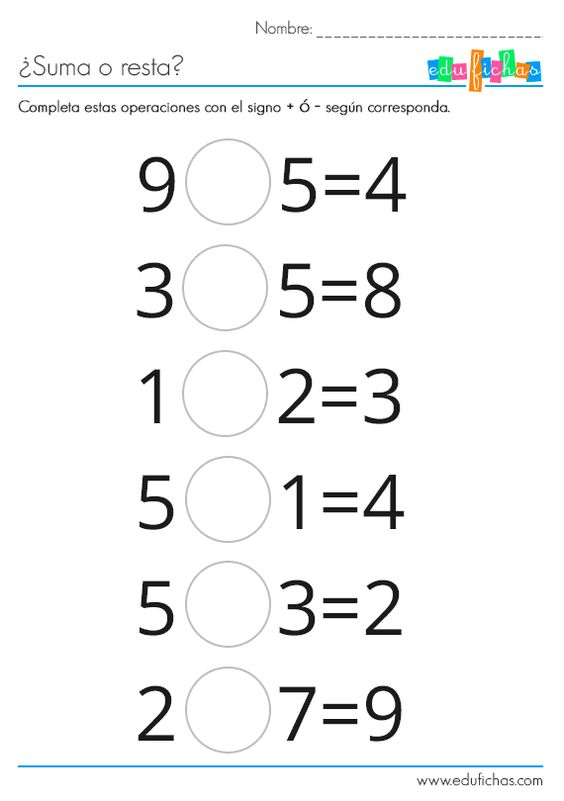 Nombre: ____________________________
¿Suma o resta?
edufichas
Completa estas operaciones con el signo + ó - según corresponda.
9 5=4
3 5=8
1 2=3
5 1=4
5 3=2
2 7=9
www.edufichas.com